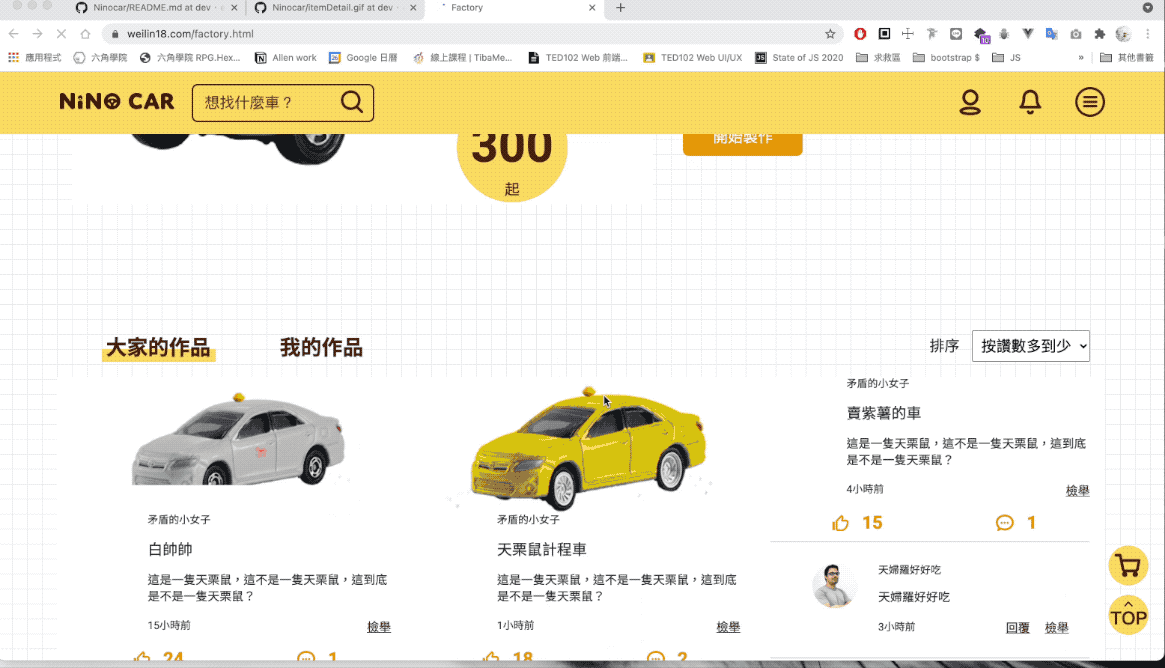 Ninocar/README.md at dev ·
Ninocar/itemDetail.gif at dev ·
Factory
weilin18.com/factory.html
10
應用程式
六角學院
六角學院 RPG.Hex...
Allen work
Google 日曆
線上課程 | TibaMe...
TED102 Web 前端...
TED102 Web UI/UX
State of JS 2020
求救區
bootstrap $
JS
»
其他書籤
NiNO CAR
想找什麼車？
300
起
開始製作
大家的作品
我的作品
排序
按讚數多到少
矛盾的小女子
白帥帥
這是一隻天栗鼠，這不是一隻天栗鼠，這到底
是不是一隻天栗鼠？
15小時前
檢舉
24
1
矛盾的小女子
天栗鼠計程車
這是一隻天栗鼠，這不是一隻天栗鼠，這到底
是不是一隻天栗鼠？
1小時前
檢舉
18
2
矛盾的小女子
賣紫薯的車
這是一隻天栗鼠，這不是一隻天栗鼠，這到底
是不是一隻天栗鼠？
4小時前
檢舉
15
1
天婦羅好好吃
天婦羅好好吃
3小時前
回覆
檢舉
TOP